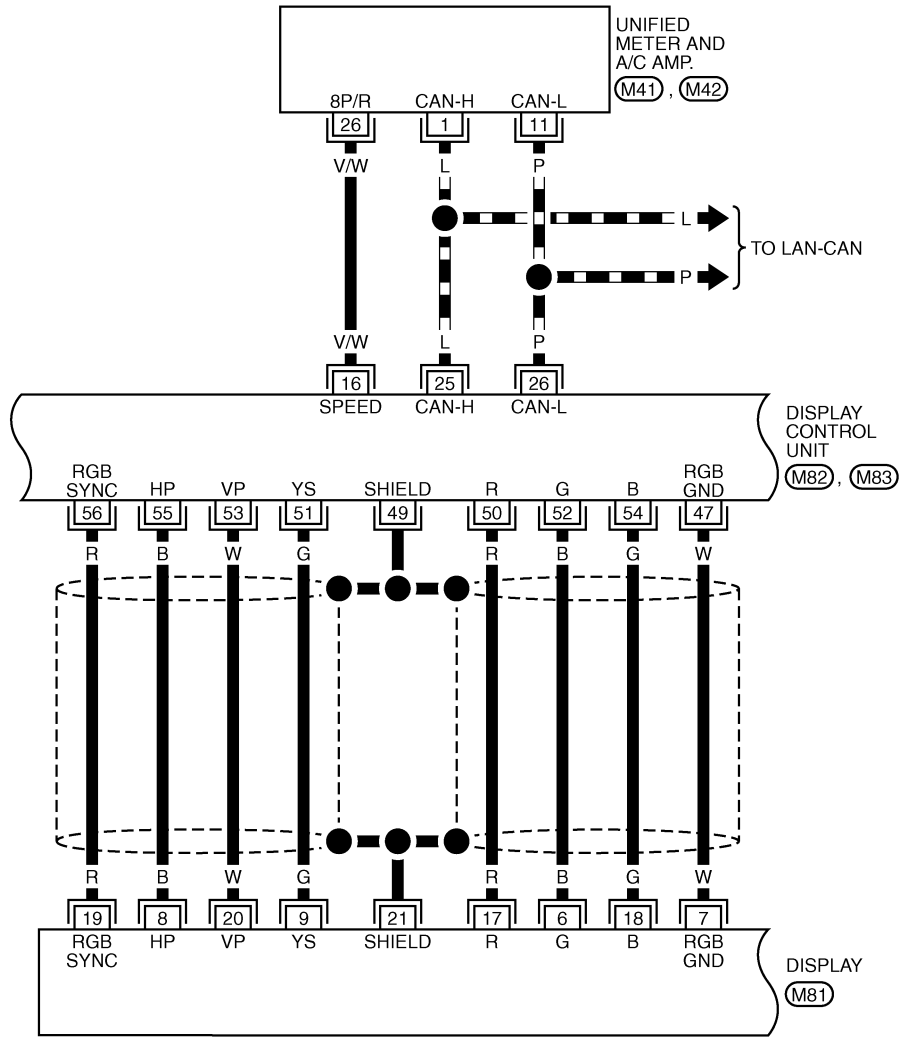 UNIFIED
METER AND
A/C AMP.
M41 , M42
8P/R CAN-H CAN-L
26 1 11
V/W L P
L
TO LAN-CAN
P
V/W L P
16 25 26
SPEED CAN-H CAN-L
DISPLAY
CONTROL
UNIT
M82 , M83
RGB SYNC HP VP YS SHIELD R G B RGB GND
56 55 53 51 49 50 52 54 47
R B W G R B G W
R B W G R B G W
19 8 20 9 21 17 6 18 7
RGB SYNC HP VP YS SHIELD R G B RGB GND
DISPLAY
M81